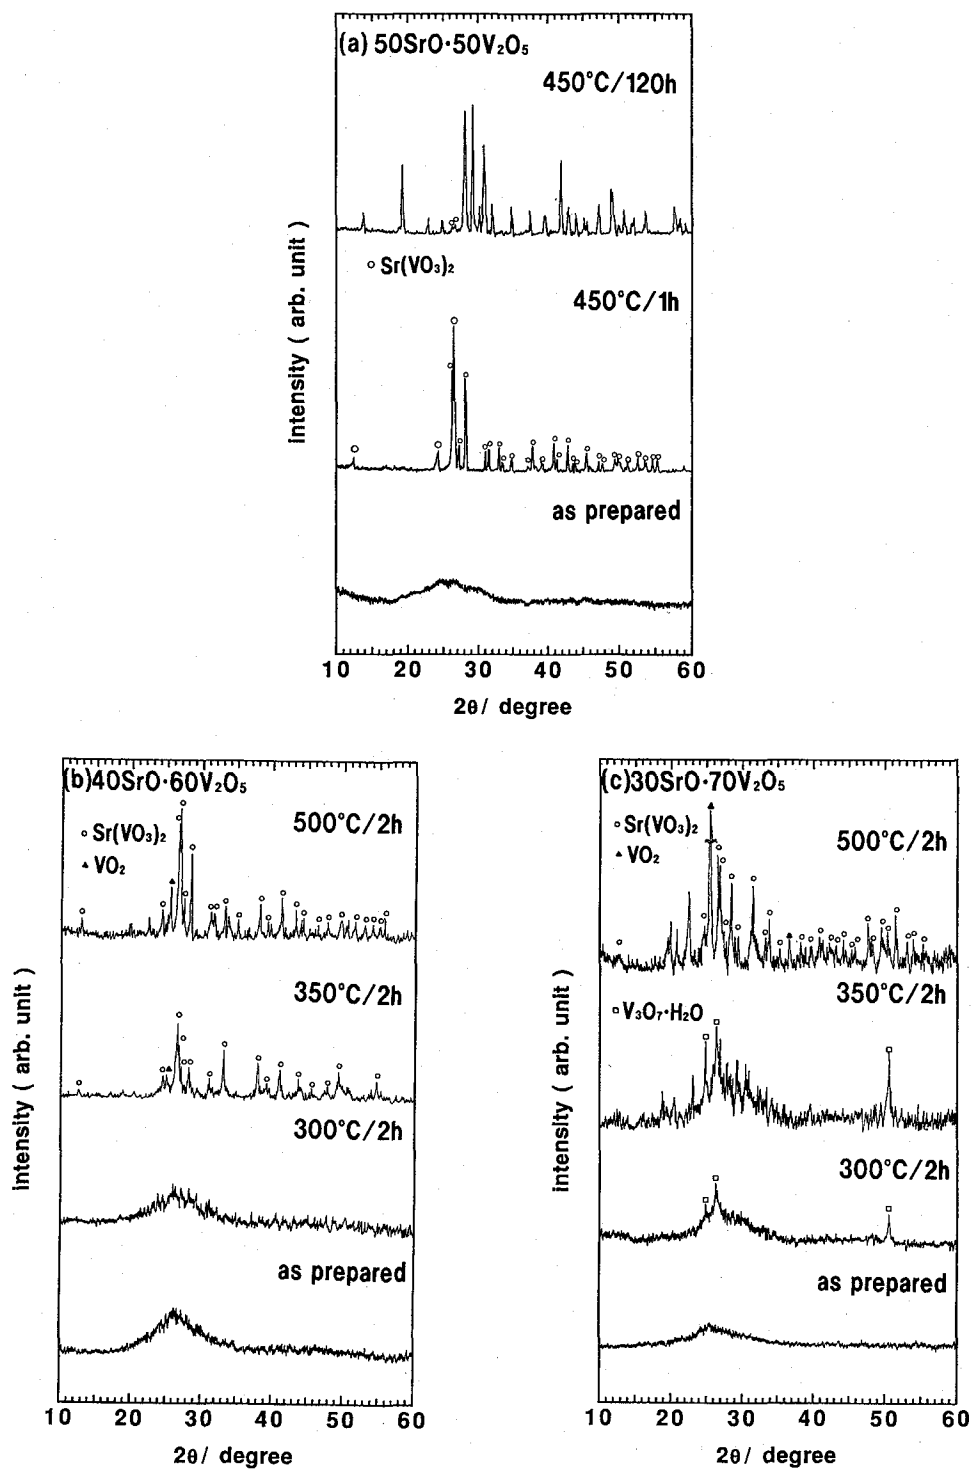 (a) 50SrO·50V₂O₅
450°C/120h
○ Sr(VO₃)₂
450°C/1h
as prepared
intensity ( arb. unit )
10 20 30 40 50 60
2θ/ degree
(b)40SrO·60V₂O₅
500°C/2h
○ Sr(VO₃)₂
▲ VO₂
350°C/2h
300°C/2h
as prepared
intensity ( arb. unit )
10 20 30 40 50 60
2θ/ degree
(c)30SrO·70V₂O₅
○ Sr(VO₃)₂
500°C/2h
▲ VO₂
350°C/2h
□ V₃O₇·H₂O
300°C/2h
as prepared
intensity ( arb. unit )
10 20 30 40 50 60
2θ/ degree